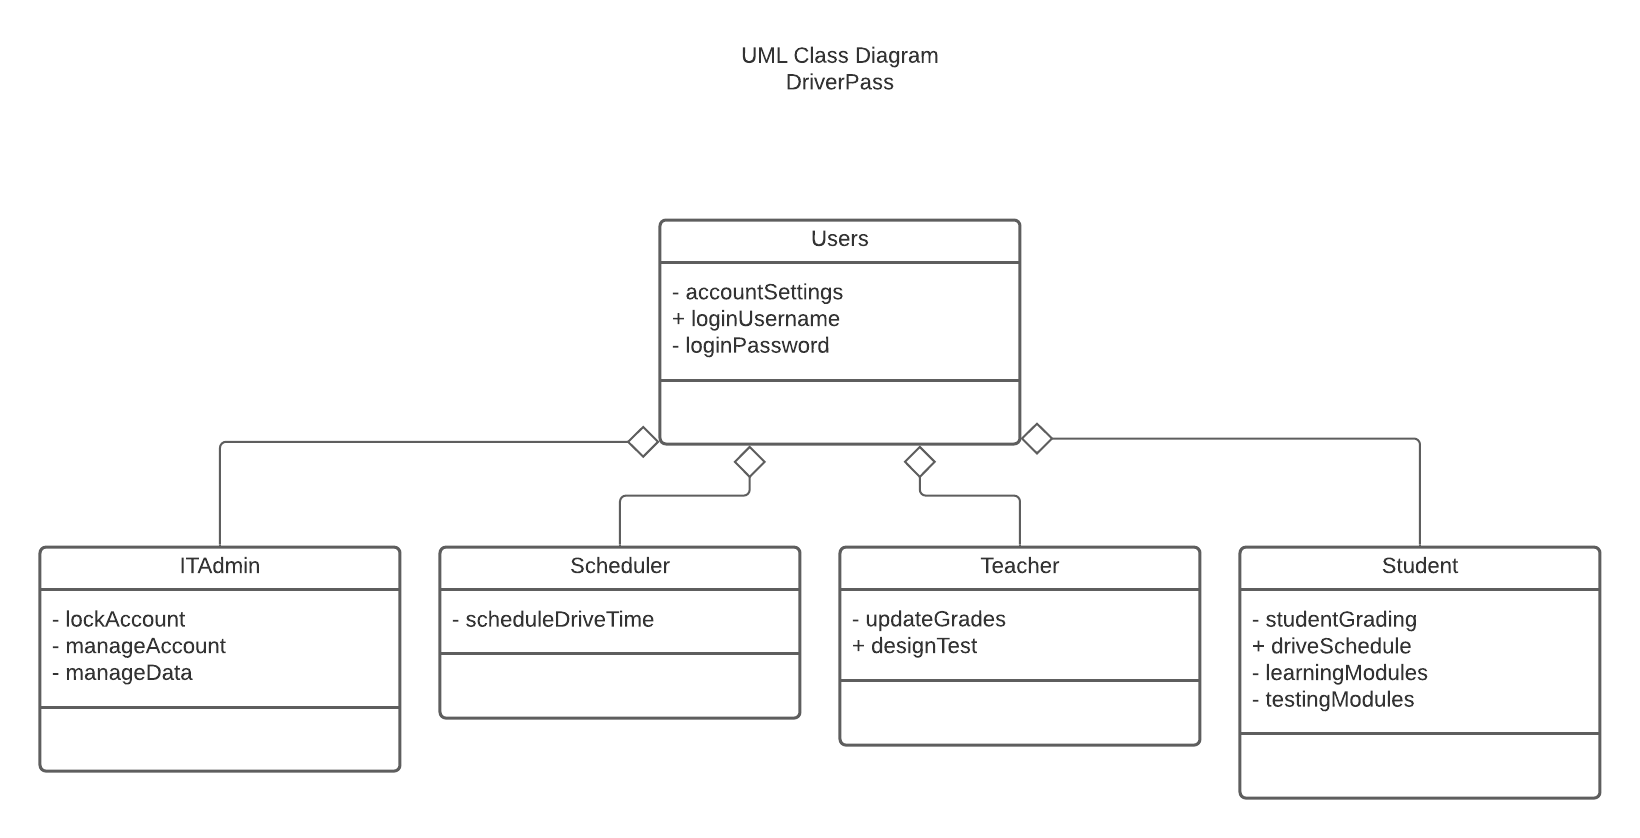 UML Class Diagram
DriverPass
Users
- accountSettings
+ loginUsername
- loginPassword
ITAdmin
- lockAccount
- manageAccount
- manageData
Scheduler
- scheduleDriveTime
Teacher
- updateGrades
+ designTest
Student
- studentGrading
+ driveSchedule
- learningModules
- testingModules